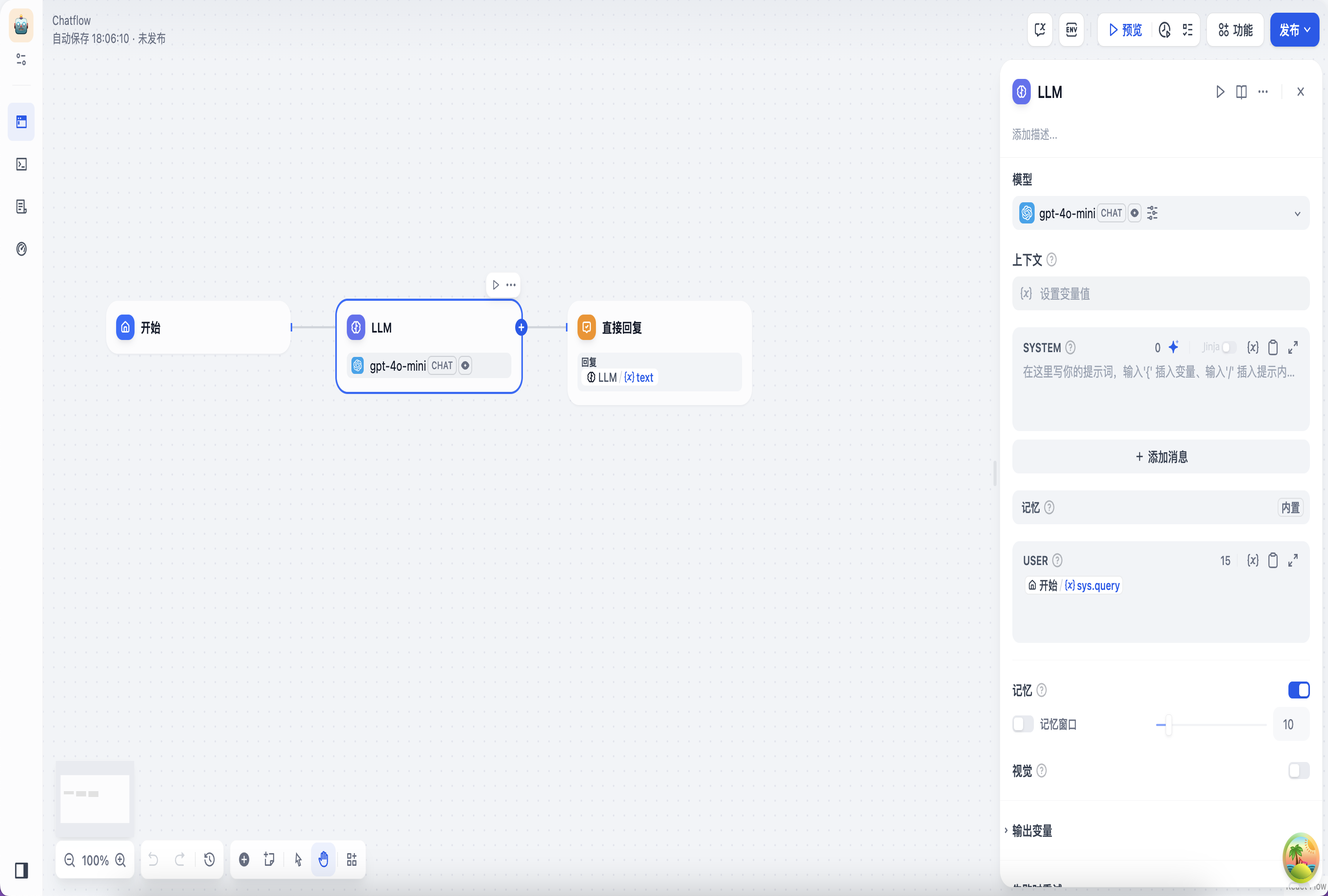 Chatflow
自动保存 18:06:10 · 未发布
ENV
预览
功能
发布
LLM
添加描述...
模型
gpt-4o-mini CHAT
上下文
{x} 设置变量值
SYSTEM 0 Jinja {x}
在这里写你的提示词，输入'{' 插入变量、输入'/' 插入提示内...
+ 添加消息
记忆 内置
USER 15 {x}
开始 / {x} sys.query
记忆
记忆窗口 10
视觉
输出变量
开始
LLM
gpt-4o-mini CHAT
直接回复
回复
LLM / {x} text
100%